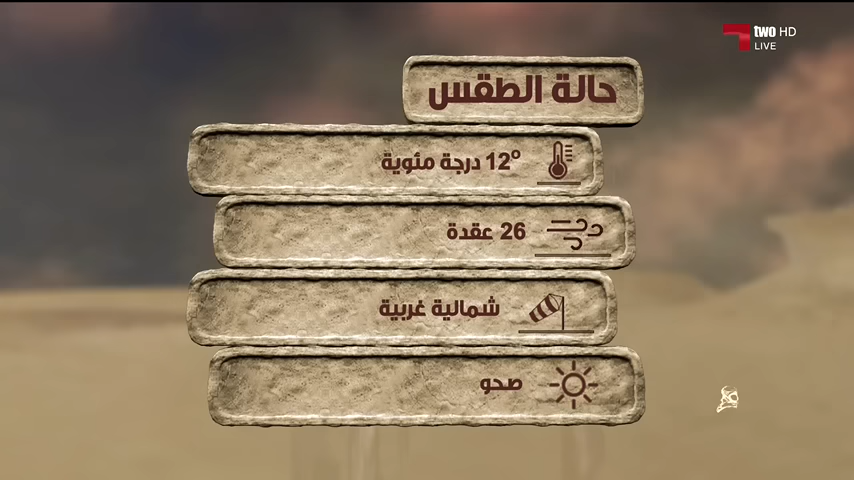 two HD
LIVE
حالة الطقس
12° درجة مئوية
26 عقدة
شمالية غربية
صحو